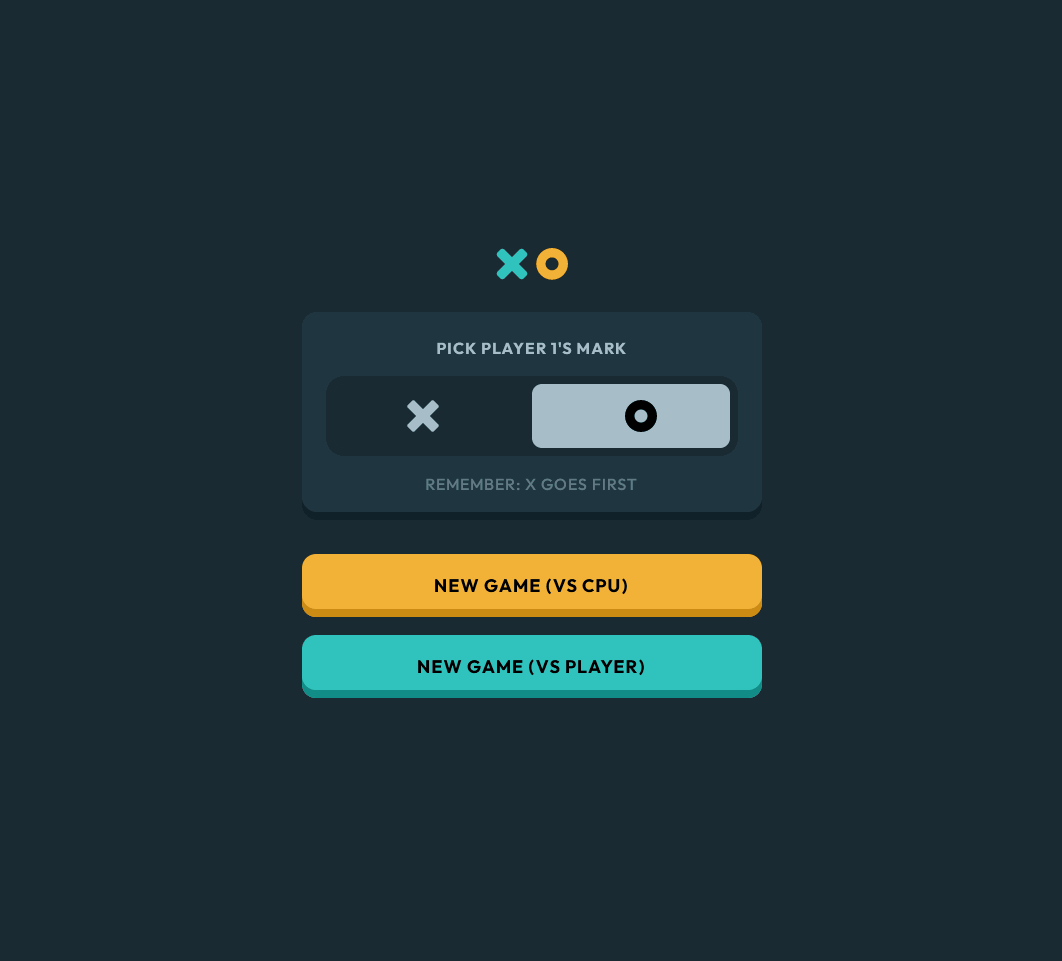 PICK PLAYER 1'S MARK
REMEMBER: X GOES FIRST
NEW GAME (VS CPU)
NEW GAME (VS PLAYER)